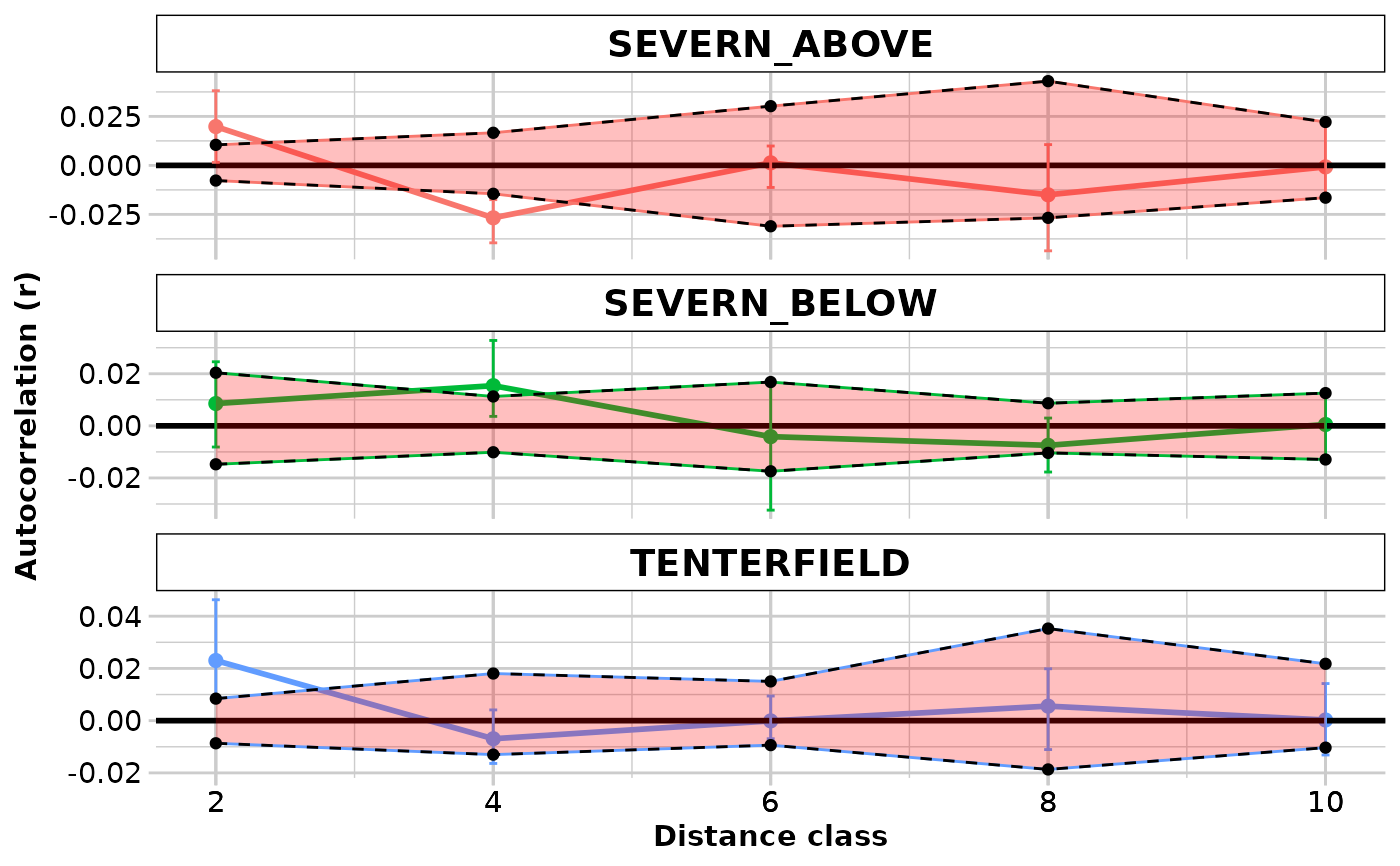 SEVERN_ABOVE
0.025
0.000
-0.025
SEVERN_BELOW
0.02
0.00
-0.02
TENTERFIELD
0.04
0.02
0.00
-0.02
2 4 6 8 10
Distance class
Autocorrelation (r)